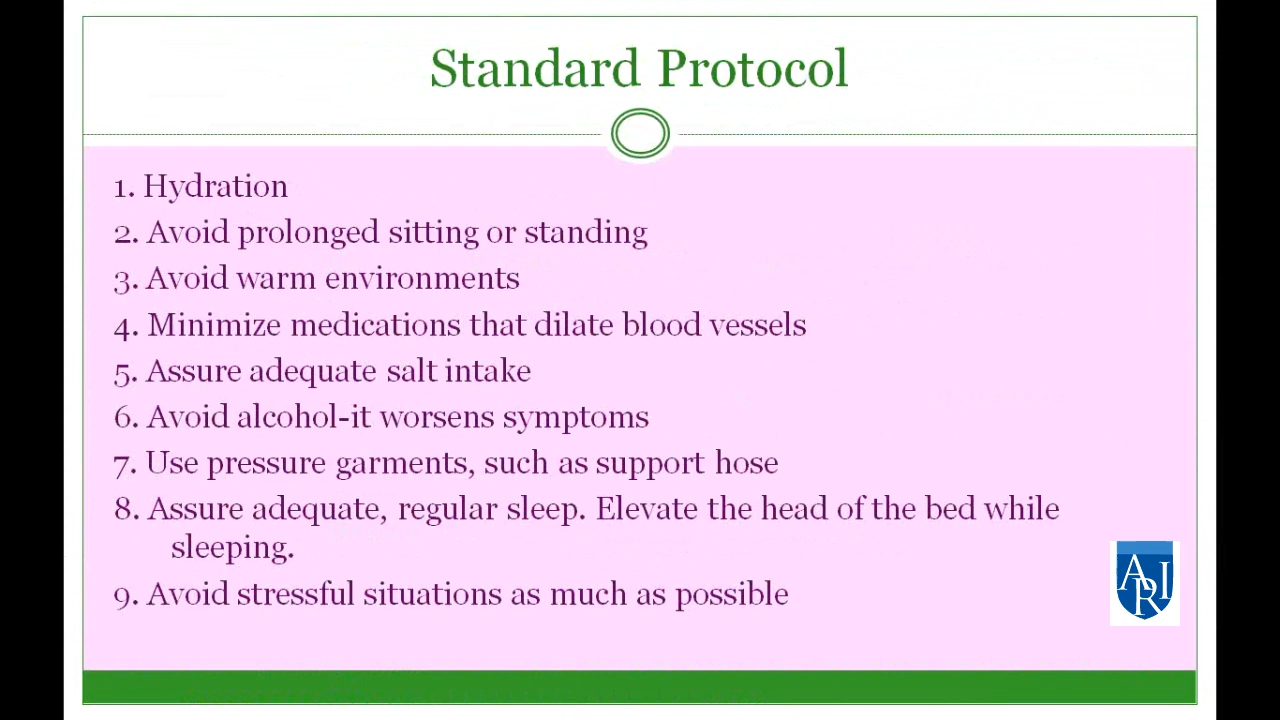 Standard Protocol
1. Hydration
2. Avoid prolonged sitting or standing
3. Avoid warm environments
4. Minimize medications that dilate blood vessels
5. Assure adequate salt intake
6. Avoid alcohol-it worsens symptoms
7. Use pressure garments, such as support hose
8. Assure adequate, regular sleep. Elevate the head of the bed while
sleeping.
9. Avoid stressful situations as much as possible
ARI